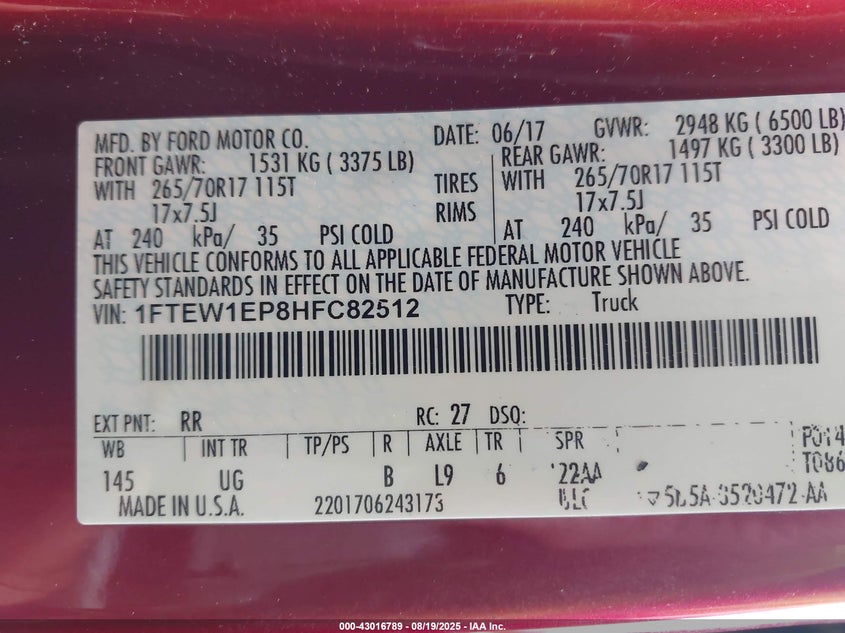 MFD. BY FORD MOTOR CO. DATE: 06/17 GVWR: 2948 KG ( 6500 LB)
FRONT GAWR: 1531 KG ( 3375 LB) REAR GAWR: 1497 KG ( 3300 LB)
WITH 265/70R17 115T TIRES WITH 265/70R17 115T
17x7.5J RIMS 17x7.5J
AT 240 kPa/ 35 PSI COLD AT 240 kPa/ 35 PSI COLD
THIS VEHICLE CONFORMS TO ALL APPLICABLE FEDERAL MOTOR VEHICLE
SAFETY STANDARDS IN EFFECT ON THE DATE OF MANUFACTURE SHOWN ABOVE.
VIN: 1FTEW1EP8HFC82512 TYPE: Truck
EXT PNT: RR RC: 27 DSQ:
WB INT TR TP/PS R AXLE TR SPR P014
145 UG B L9 6 22AA T086
MADE IN U.S.A. 2201706243173
000-43016789 - 08/19/2025 - IAA Inc.